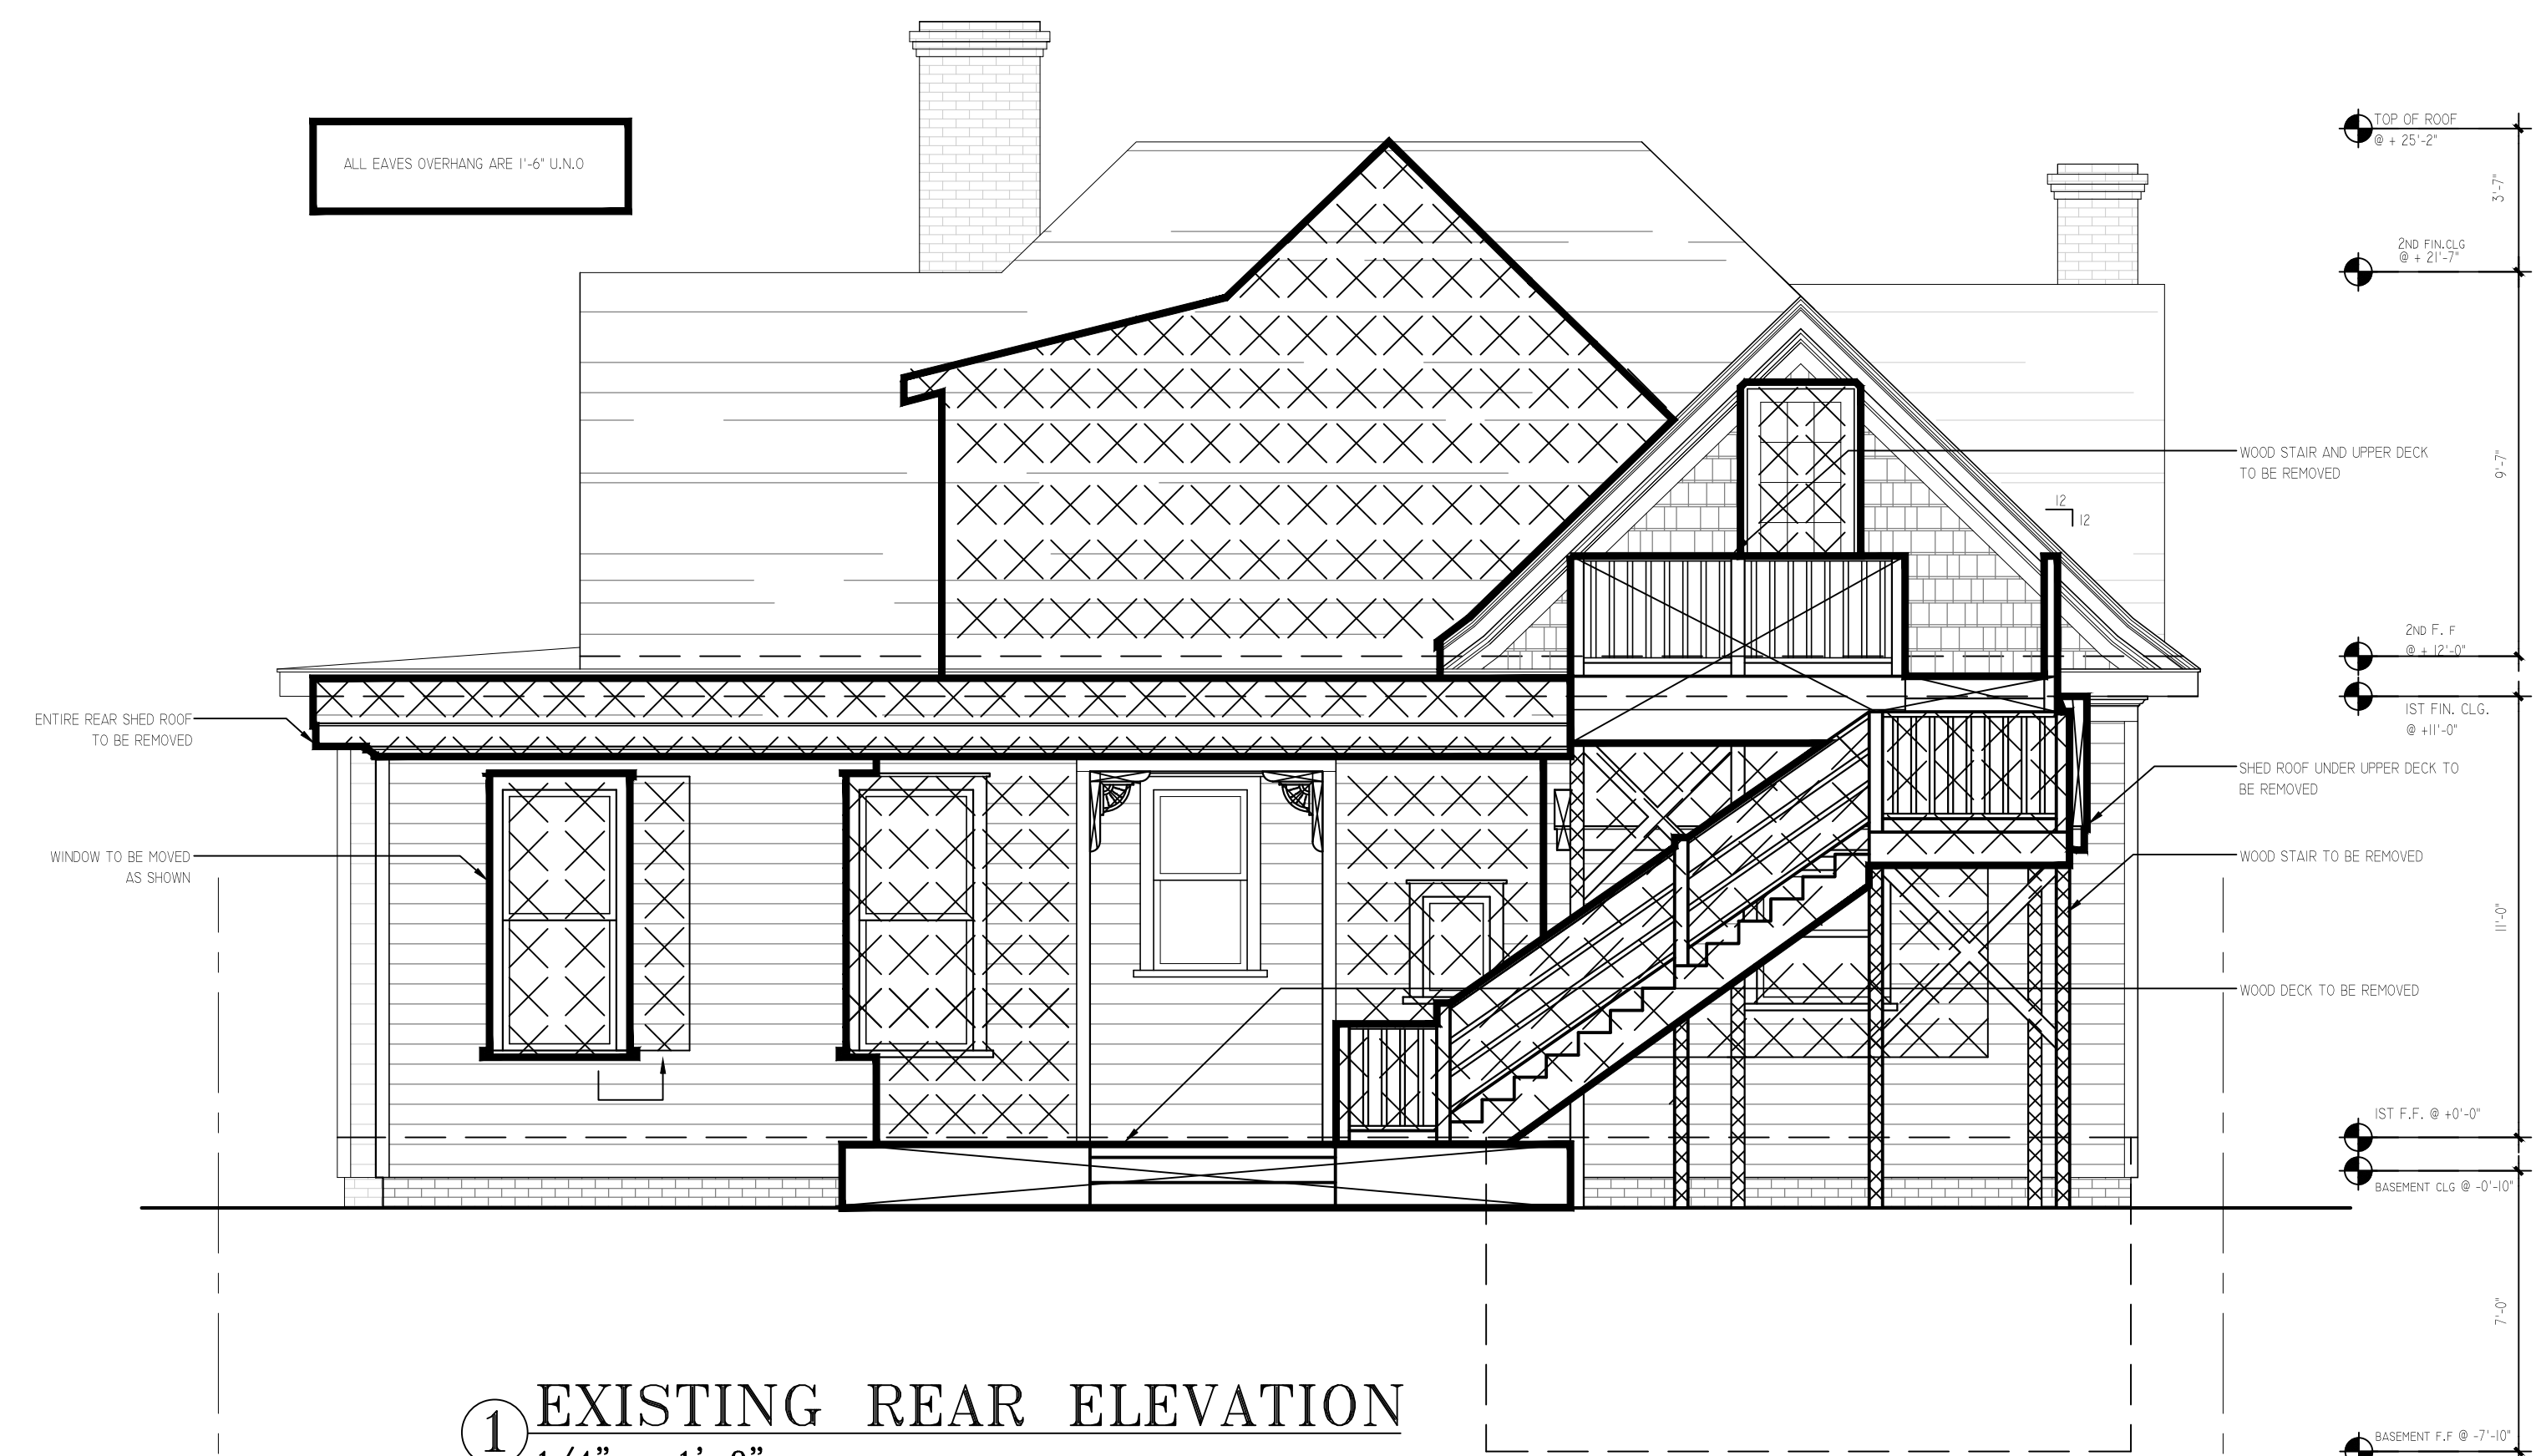 ALL EAVES OVERHANG ARE 1'-6" U.N.O
TOP OF ROOF
@ + 25'-2"
3'-7"
2ND FIN.CLG
@ + 21'-7"
WOOD STAIR AND UPPER DECK
TO BE REMOVED
9'-7"
12
12
2ND F. F
@ + 12'-0"
1ST FIN. CLG.
@ +11'-0"
ENTIRE REAR SHED ROOF
TO BE REMOVED
SHED ROOF UNDER UPPER DECK TO
BE REMOVED
WINDOW TO BE MOVED
AS SHOWN
WOOD STAIR TO BE REMOVED
11'-0"
WOOD DECK TO BE REMOVED
1ST F.F. @ +0'-0"
BASEMENT CLG @ -0'-10"
7'-0"
1 EXISTING REAR ELEVATION
BASEMENT F.F @ -7'-10"